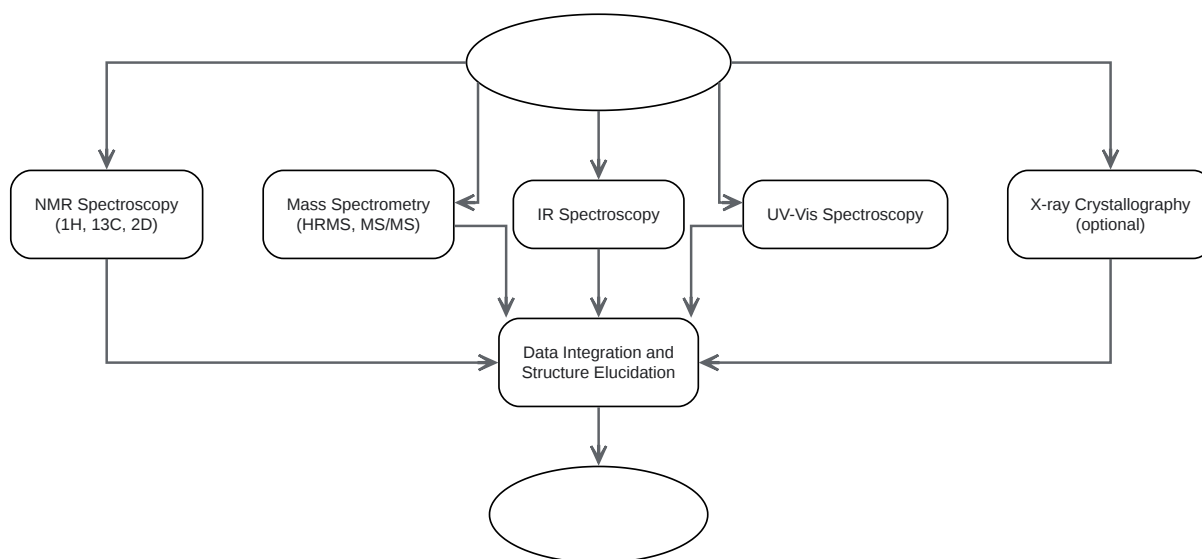 NMR Spectroscopy
(1H, 13C, 2D)
Mass Spectrometry
(HRMS, MS/MS)
IR Spectroscopy
UV-Vis Spectroscopy
X-ray Crystallography
(optional)
Data Integration and
Structure Elucidation